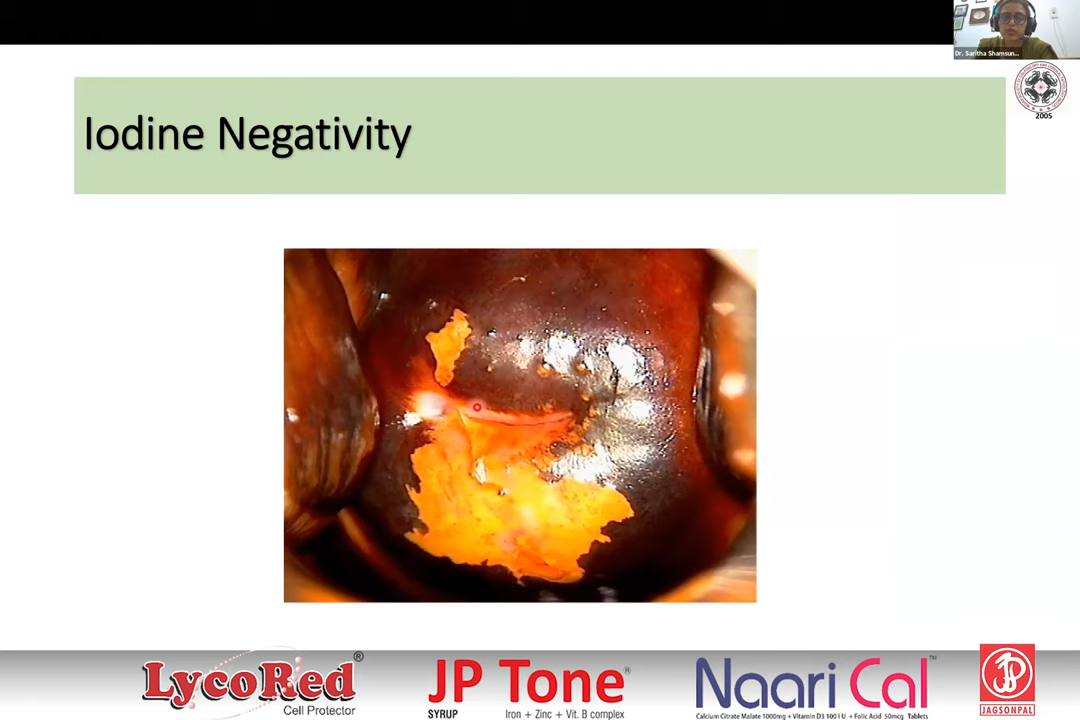 Dr. Saritha Shamsun...
2005
Iodine Negativity
LycoRed®
Cell Protector
JP Tone®
SYRUP Iron + Zinc + Vit. B complex
Naari Cal™
Calcium Citrate Malate 1000mg + Vitamin D3 100 I U + Folic Acid 50mcg Tablets
JAGSONPAL